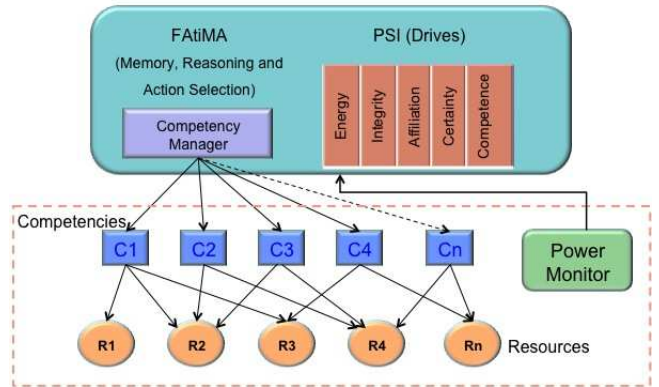 FAtiMA
(Memory, Reasoning and
Action Selection)
Competency
Manager
PSI (Drives)
Energy
Integrity
Affiliation
Certainty
Competence
Competencies
C1
C2
C3
C4
Cn
Power
Monitor
R1
R2
R3
R4
Rn
Resources